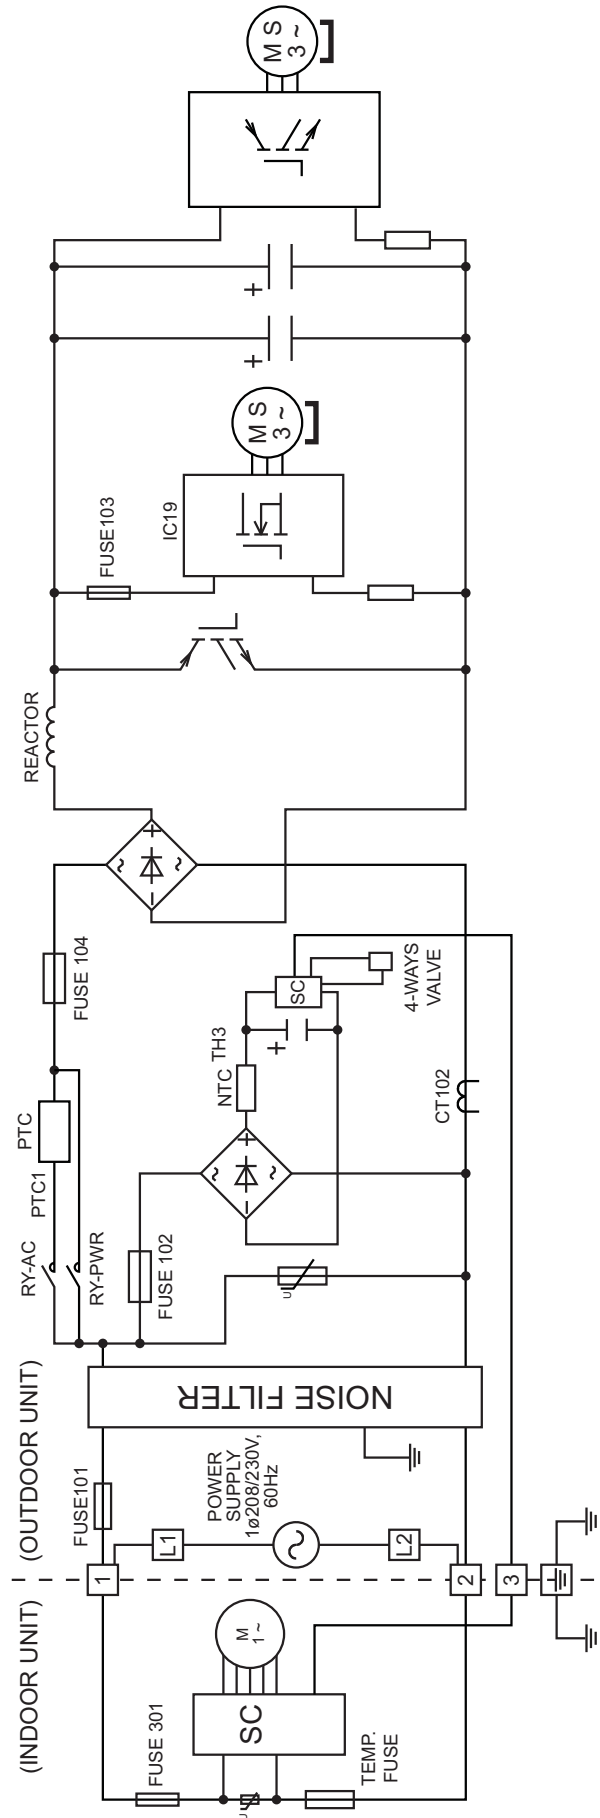 (INDOOR UNIT)
(OUTDOOR UNIT)
FUSE 301
U
TEMP.
FUSE
SC
M
1 ~
1
2
3
FUSE101
L1
L2
POWER
SUPPLY
1ø208/230V,
60Hz
NOISE FILTER
RY-AC
RY-PWR
PTC1
PTC
FUSE 102
U
FUSE 104
~
~
+
–
NTC TH3
+
SC
4-WAYS
VALVE
CT102
~
~
+
–
REACTOR
FUSE103
IC19
M S
3 ~
+
+
M S
3 ~